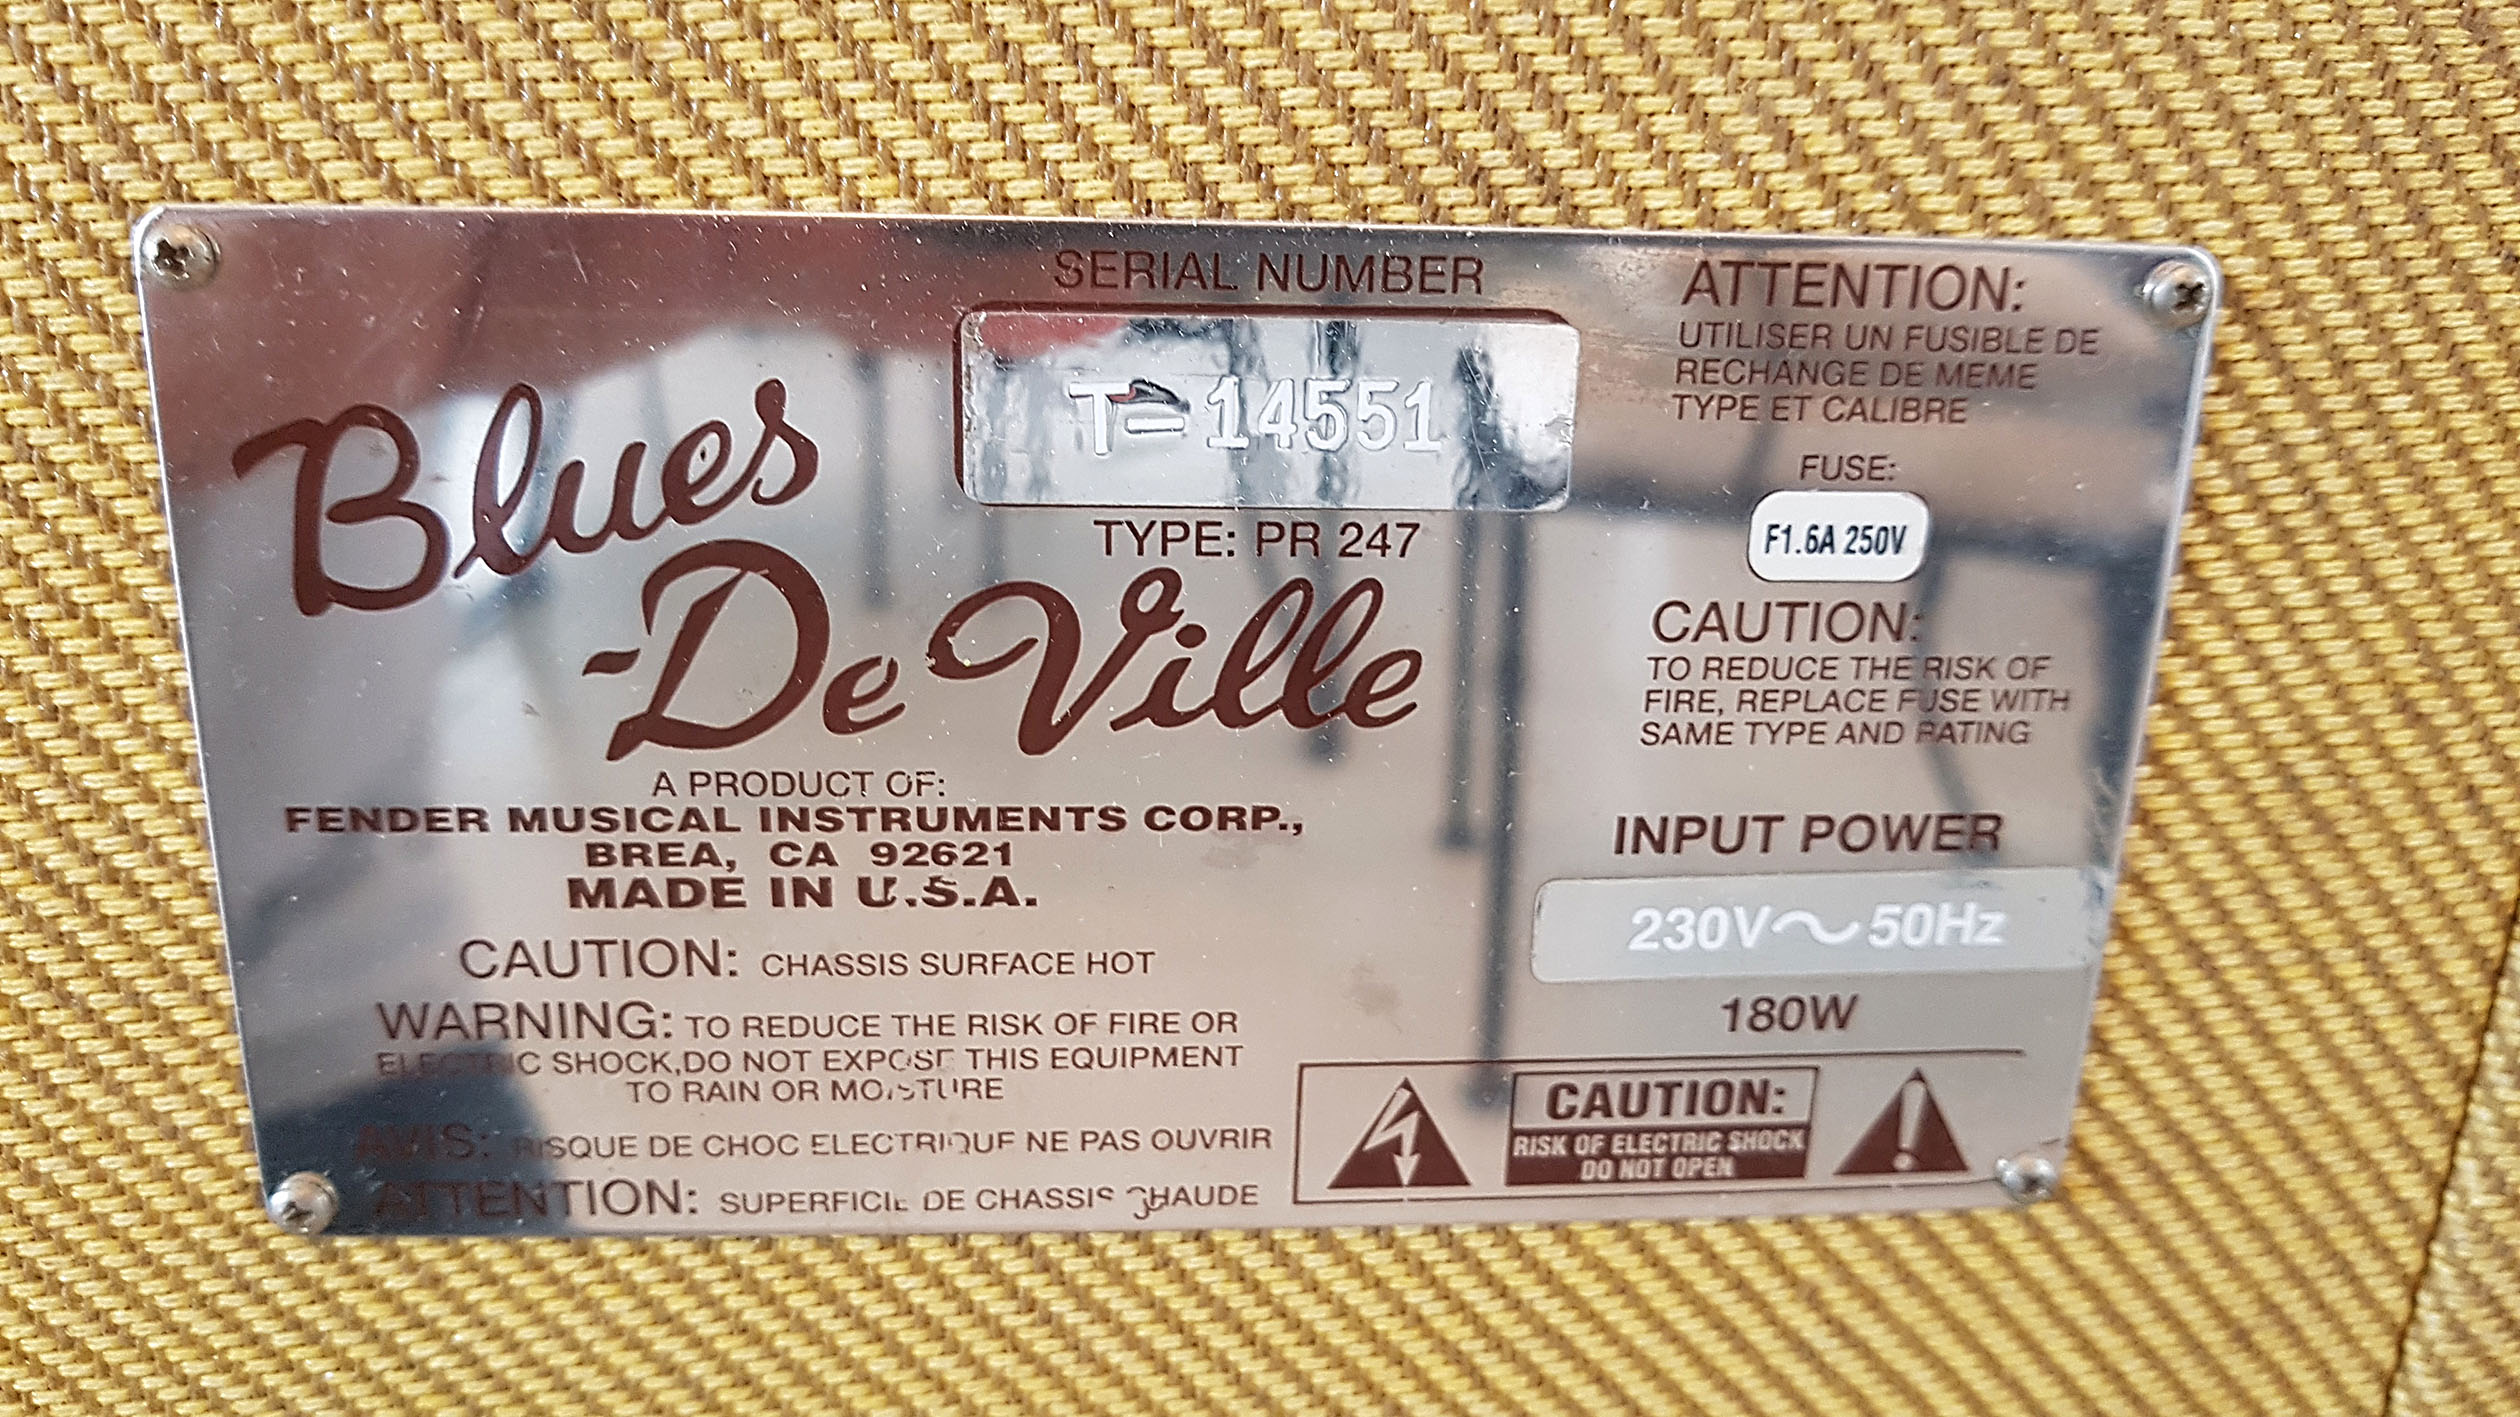 SERIAL NUMBER
T=14551
TYPE: PR 247
Blues
De Ville
A PRODUCT OF:
FENDER MUSICAL INSTRUMENTS CORP.,
BREA, CA 92621
MADE IN U.S.A.
CAUTION: CHASSIS SURFACE HOT
WARNING: TO REDUCE THE RISK OF FIRE OR
ELECTRIC SHOCK,DO NOT EXPOSE THIS EQUIPMENT
TO RAIN OR MOISTURE
AVIS: RISQUE DE CHOC ELECTRIQUE NE PAS OUVRIR
ATTENTION: SUPERFICIE DE CHASSIS CHAUDE
ATTENTION:
UTILISER UN FUSIBLE DE
RECHANGE DE MEME
TYPE ET CALIBRE
FUSE:
F1.6A 250V
CAUTION:
TO REDUCE THE RISK OF
FIRE, REPLACE FUSE WITH
SAME TYPE AND RATING
INPUT POWER
230V~50Hz
180W
CAUTION:
RISK OF ELECTRIC SHOCK
DO NOT OPEN